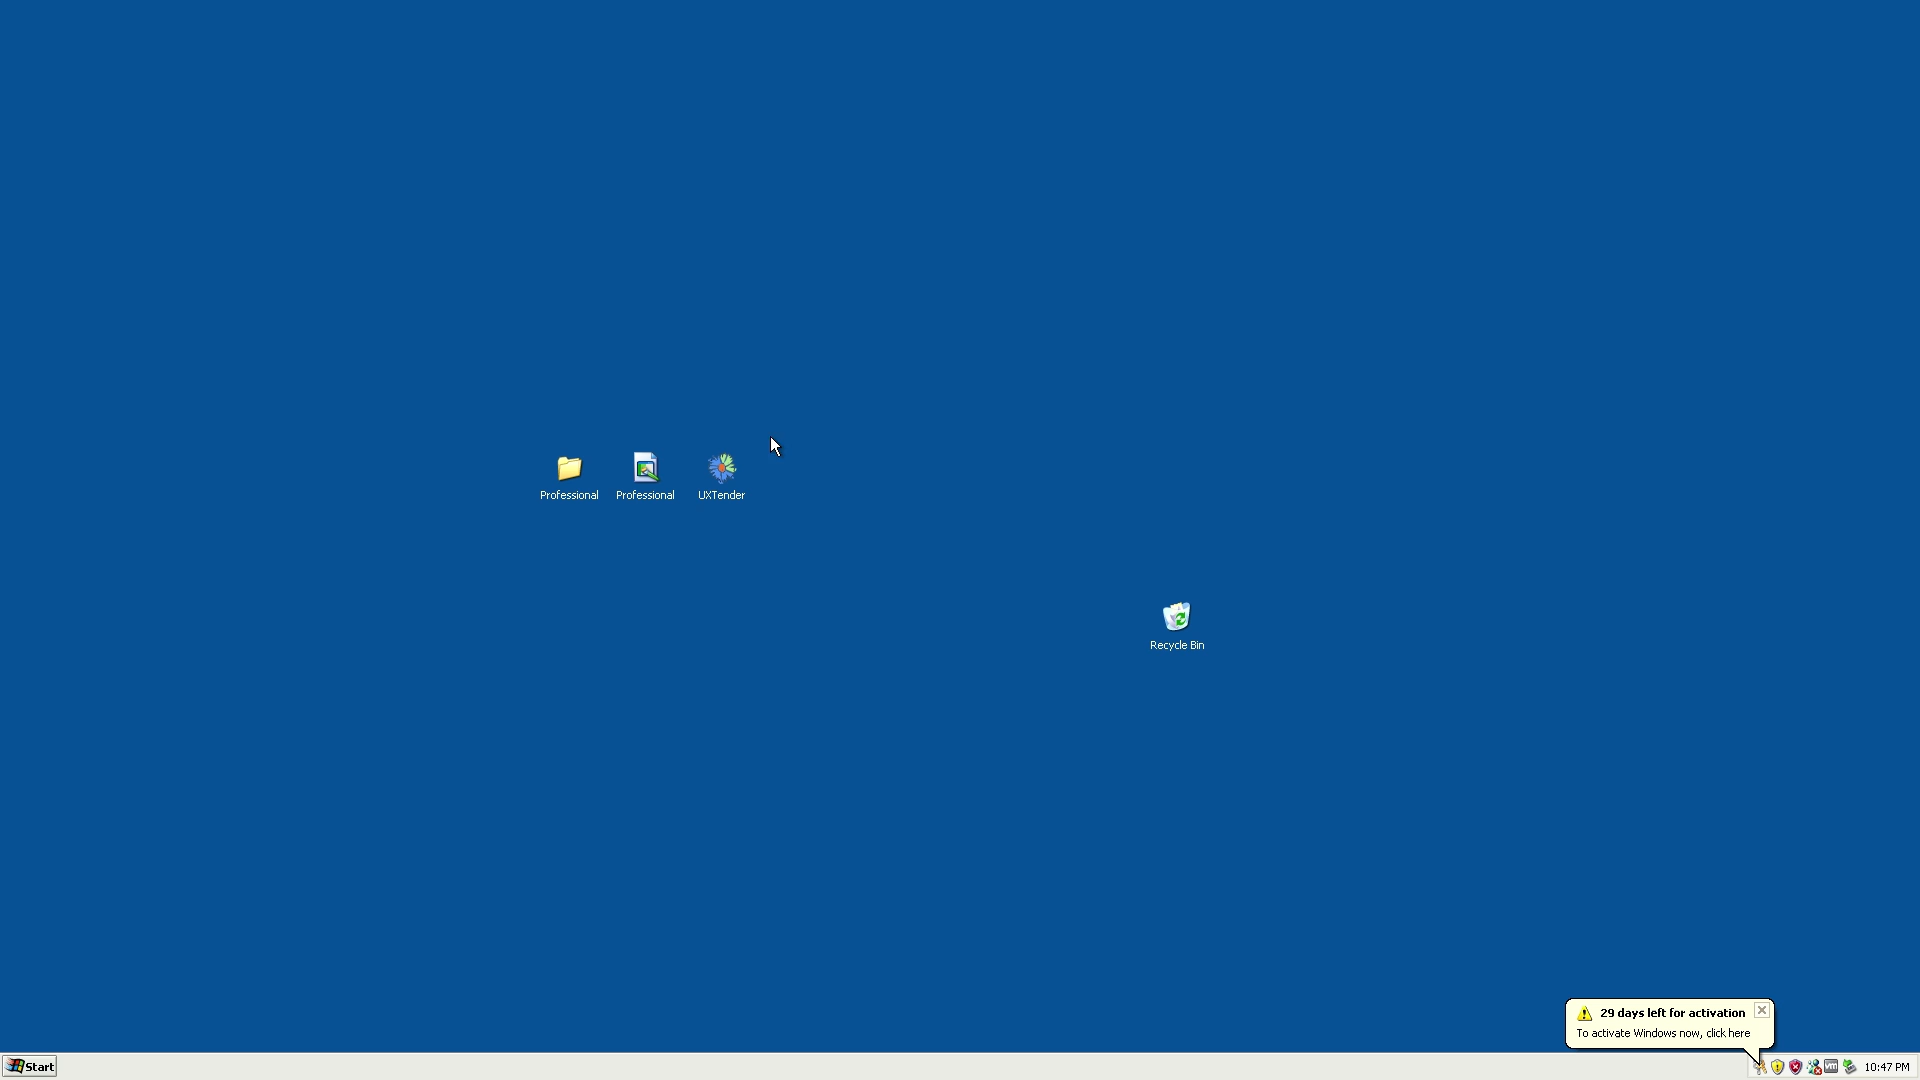 Professional
Professional
UXTender
Recycle Bin
29 days left for activation
To activate Windows now, click here
Start
vm
10:47 PM